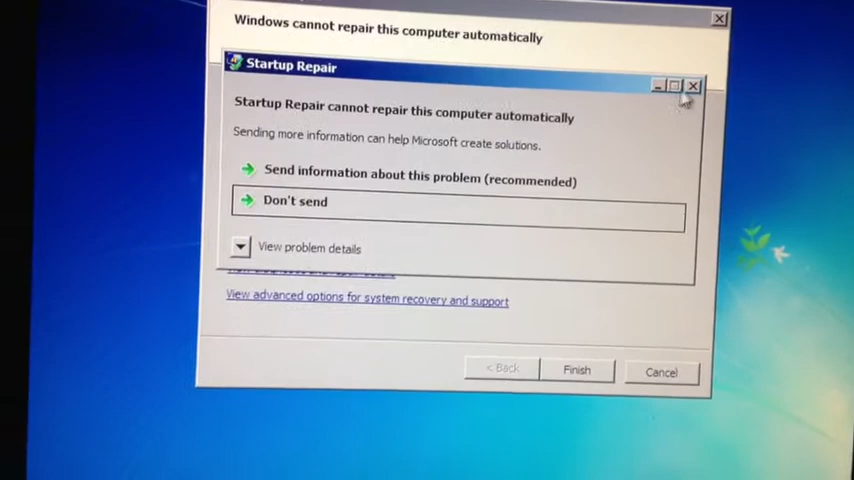 Windows cannot repair this computer automatically
Startup Repair
Startup Repair cannot repair this computer automatically
Sending more information can help Microsoft create solutions.
Send information about this problem (recommended)
Don't send
View problem details
View advanced options for system recovery and support
< Back
Finish
Cancel